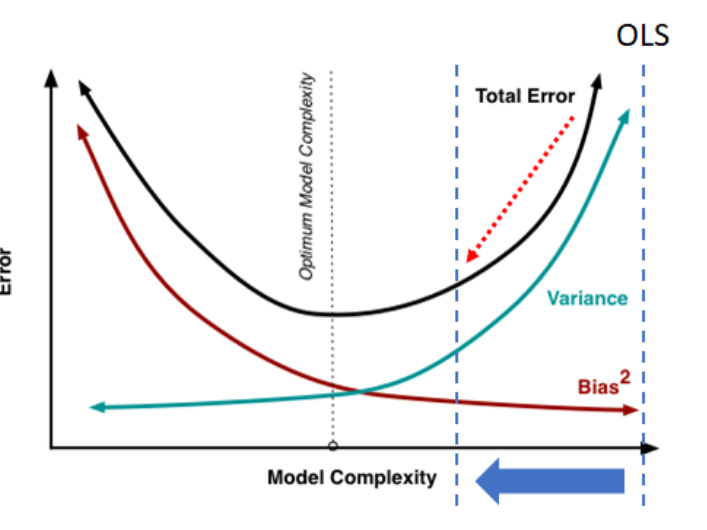 OLS
Total Error
Optimum Model Complexity
Error
Variance
Bias²
Model Complexity